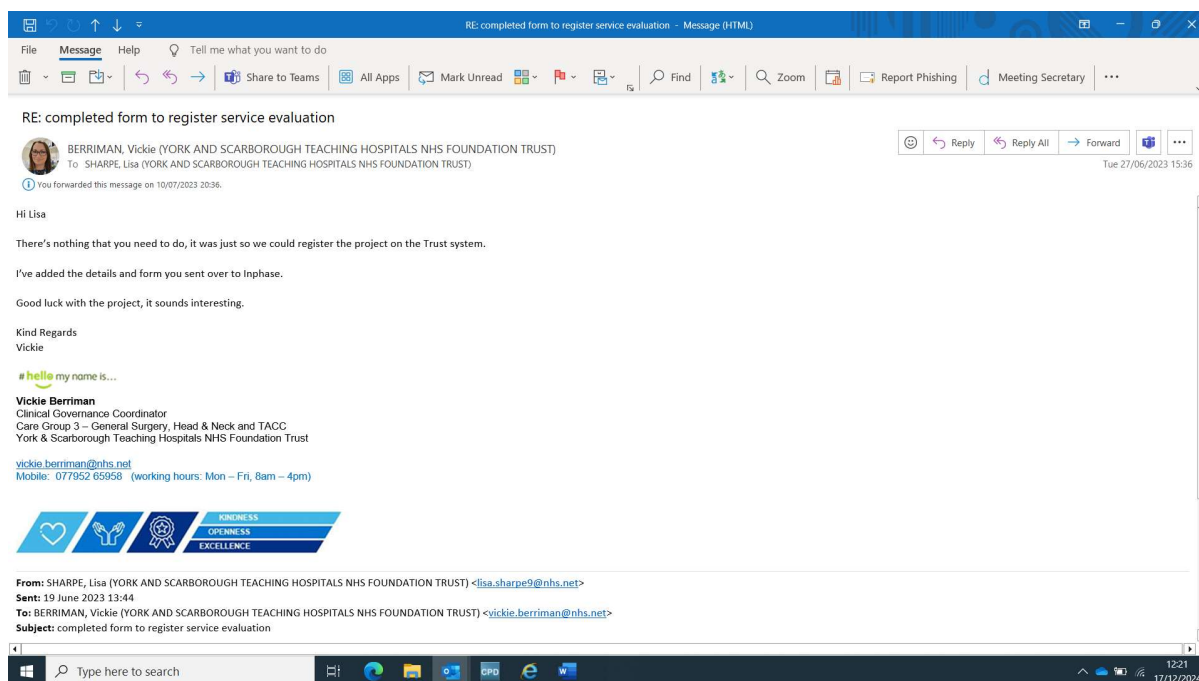 RE: completed form to register service evaluation - Message (HTML)
File Message Help Tell me what you want to do
Share to Teams All Apps Mark Unread Find Zoom Report Phishing Meeting Secretary
RE: completed form to register service evaluation
BERRIMAN, Vickie (YORK AND SCARBOROUGH TEACHING HOSPITALS NHS FOUNDATION TRUST)
To SHARPE, Lisa (YORK AND SCARBOROUGH TEACHING HOSPITALS NHS FOUNDATION TRUST)
Reply Reply All Forward
Tue 27/06/2023 15:36
You forwarded this message on 10/07/2023 20:36.
Hi Lisa
There's nothing that you need to do, it was just so we could register the project on the Trust system.
I've added the details and form you sent over to Inphase.
Good luck with the project, it sounds interesting.
Kind Regards
Vickie
#hello my name is...
Vickie Berriman
Clinical Governance Coordinator
Care Group 3 – General Surgery, Head & Neck and TACC
York & Scarborough Teaching Hospitals NHS Foundation Trust
vickie.berriman@nhs.net
Mobile: 077952 65958 (working hours: Mon – Fri, 8am – 4pm)
KINDNESS
OPENNESS
EXCELLENCE
From: SHARPE, Lisa (YORK AND SCARBOROUGH TEACHING HOSPITALS NHS FOUNDATION TRUST) <lisa.sharpe9@nhs.net>
Sent: 19 June 2023 13:44
To: BERRIMAN, Vickie (YORK AND SCARBOROUGH TEACHING HOSPITALS NHS FOUNDATION TRUST) <vickie.berriman@nhs.net>
Subject: completed form to register service evaluation
Type here to search
CPD
12:21
17/12/2024